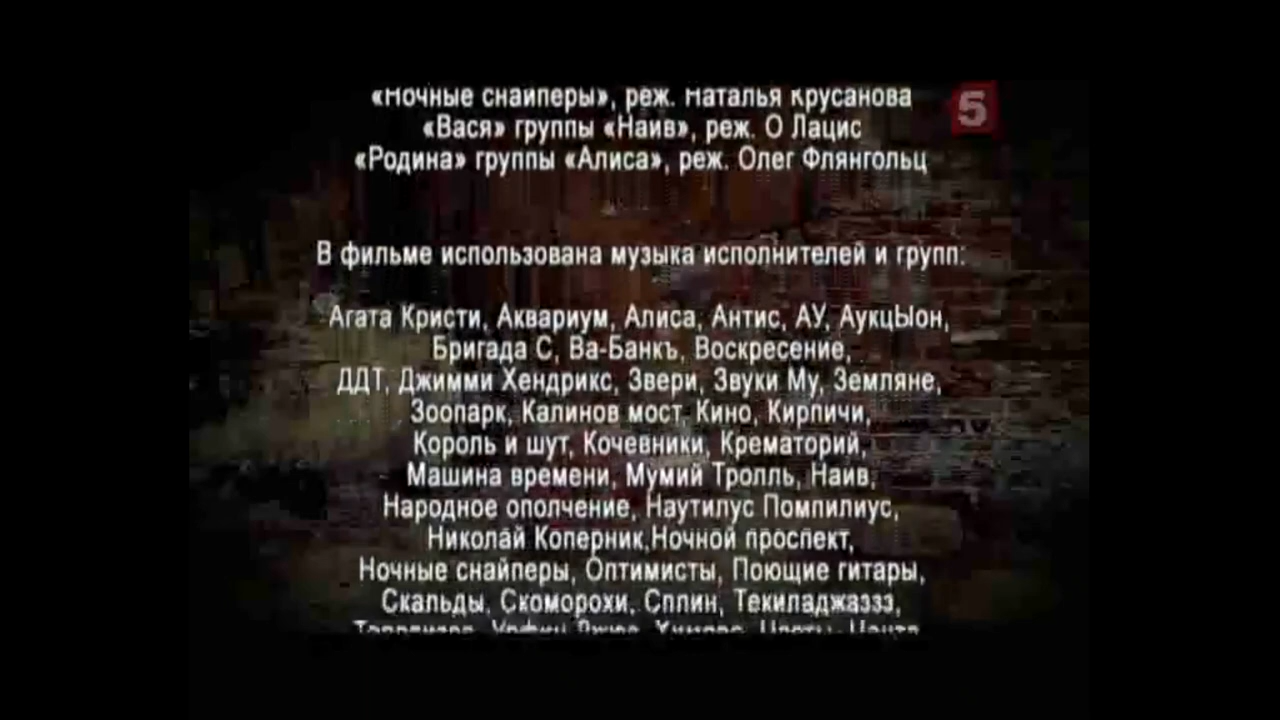 «Ночные снайперы», реж. Наталья Крусанова
5
«Вася» группы «Наив», реж. О Лацис
«Родина» группы «Алиса», реж. Олег Флянгольц
В фильме использована музыка исполнителей и групп:
Агата Кристи, Аквариум, Алиса, Антис, АУ, АукцЫон,
Бригада С, Ва-Банкъ, Воскресение,
ДДТ, Джимми Хендрикс, Звери, Звуки Му, Земляне,
Зоопарк, Калинов мост, Кино, Кирпичи,
Король и шут, Кочевники, Крематорий,
Машина времени, Мумий Тролль, Наив,
Народное ополчение, Наутилус Помпилиус,
Николай Коперник,Ночной проспект,
Ночные снайперы, Оптимисты, Поющие гитары,
Скальды, Скоморохи, Сплин, Текиладжаззз,